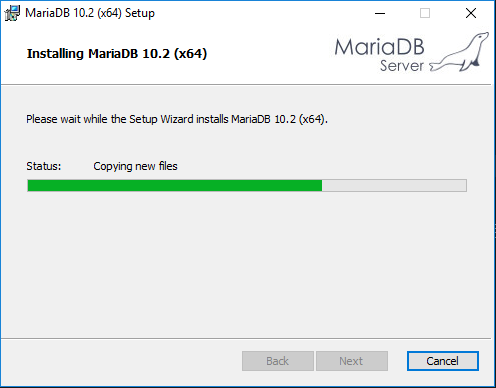 MariaDB 10.2 (x64) Setup
Installing MariaDB 10.2 (x64)
MariaDB
Server
Please wait while the Setup Wizard installs MariaDB 10.2 (x64).
Status: Copying new files
Back Next Cancel